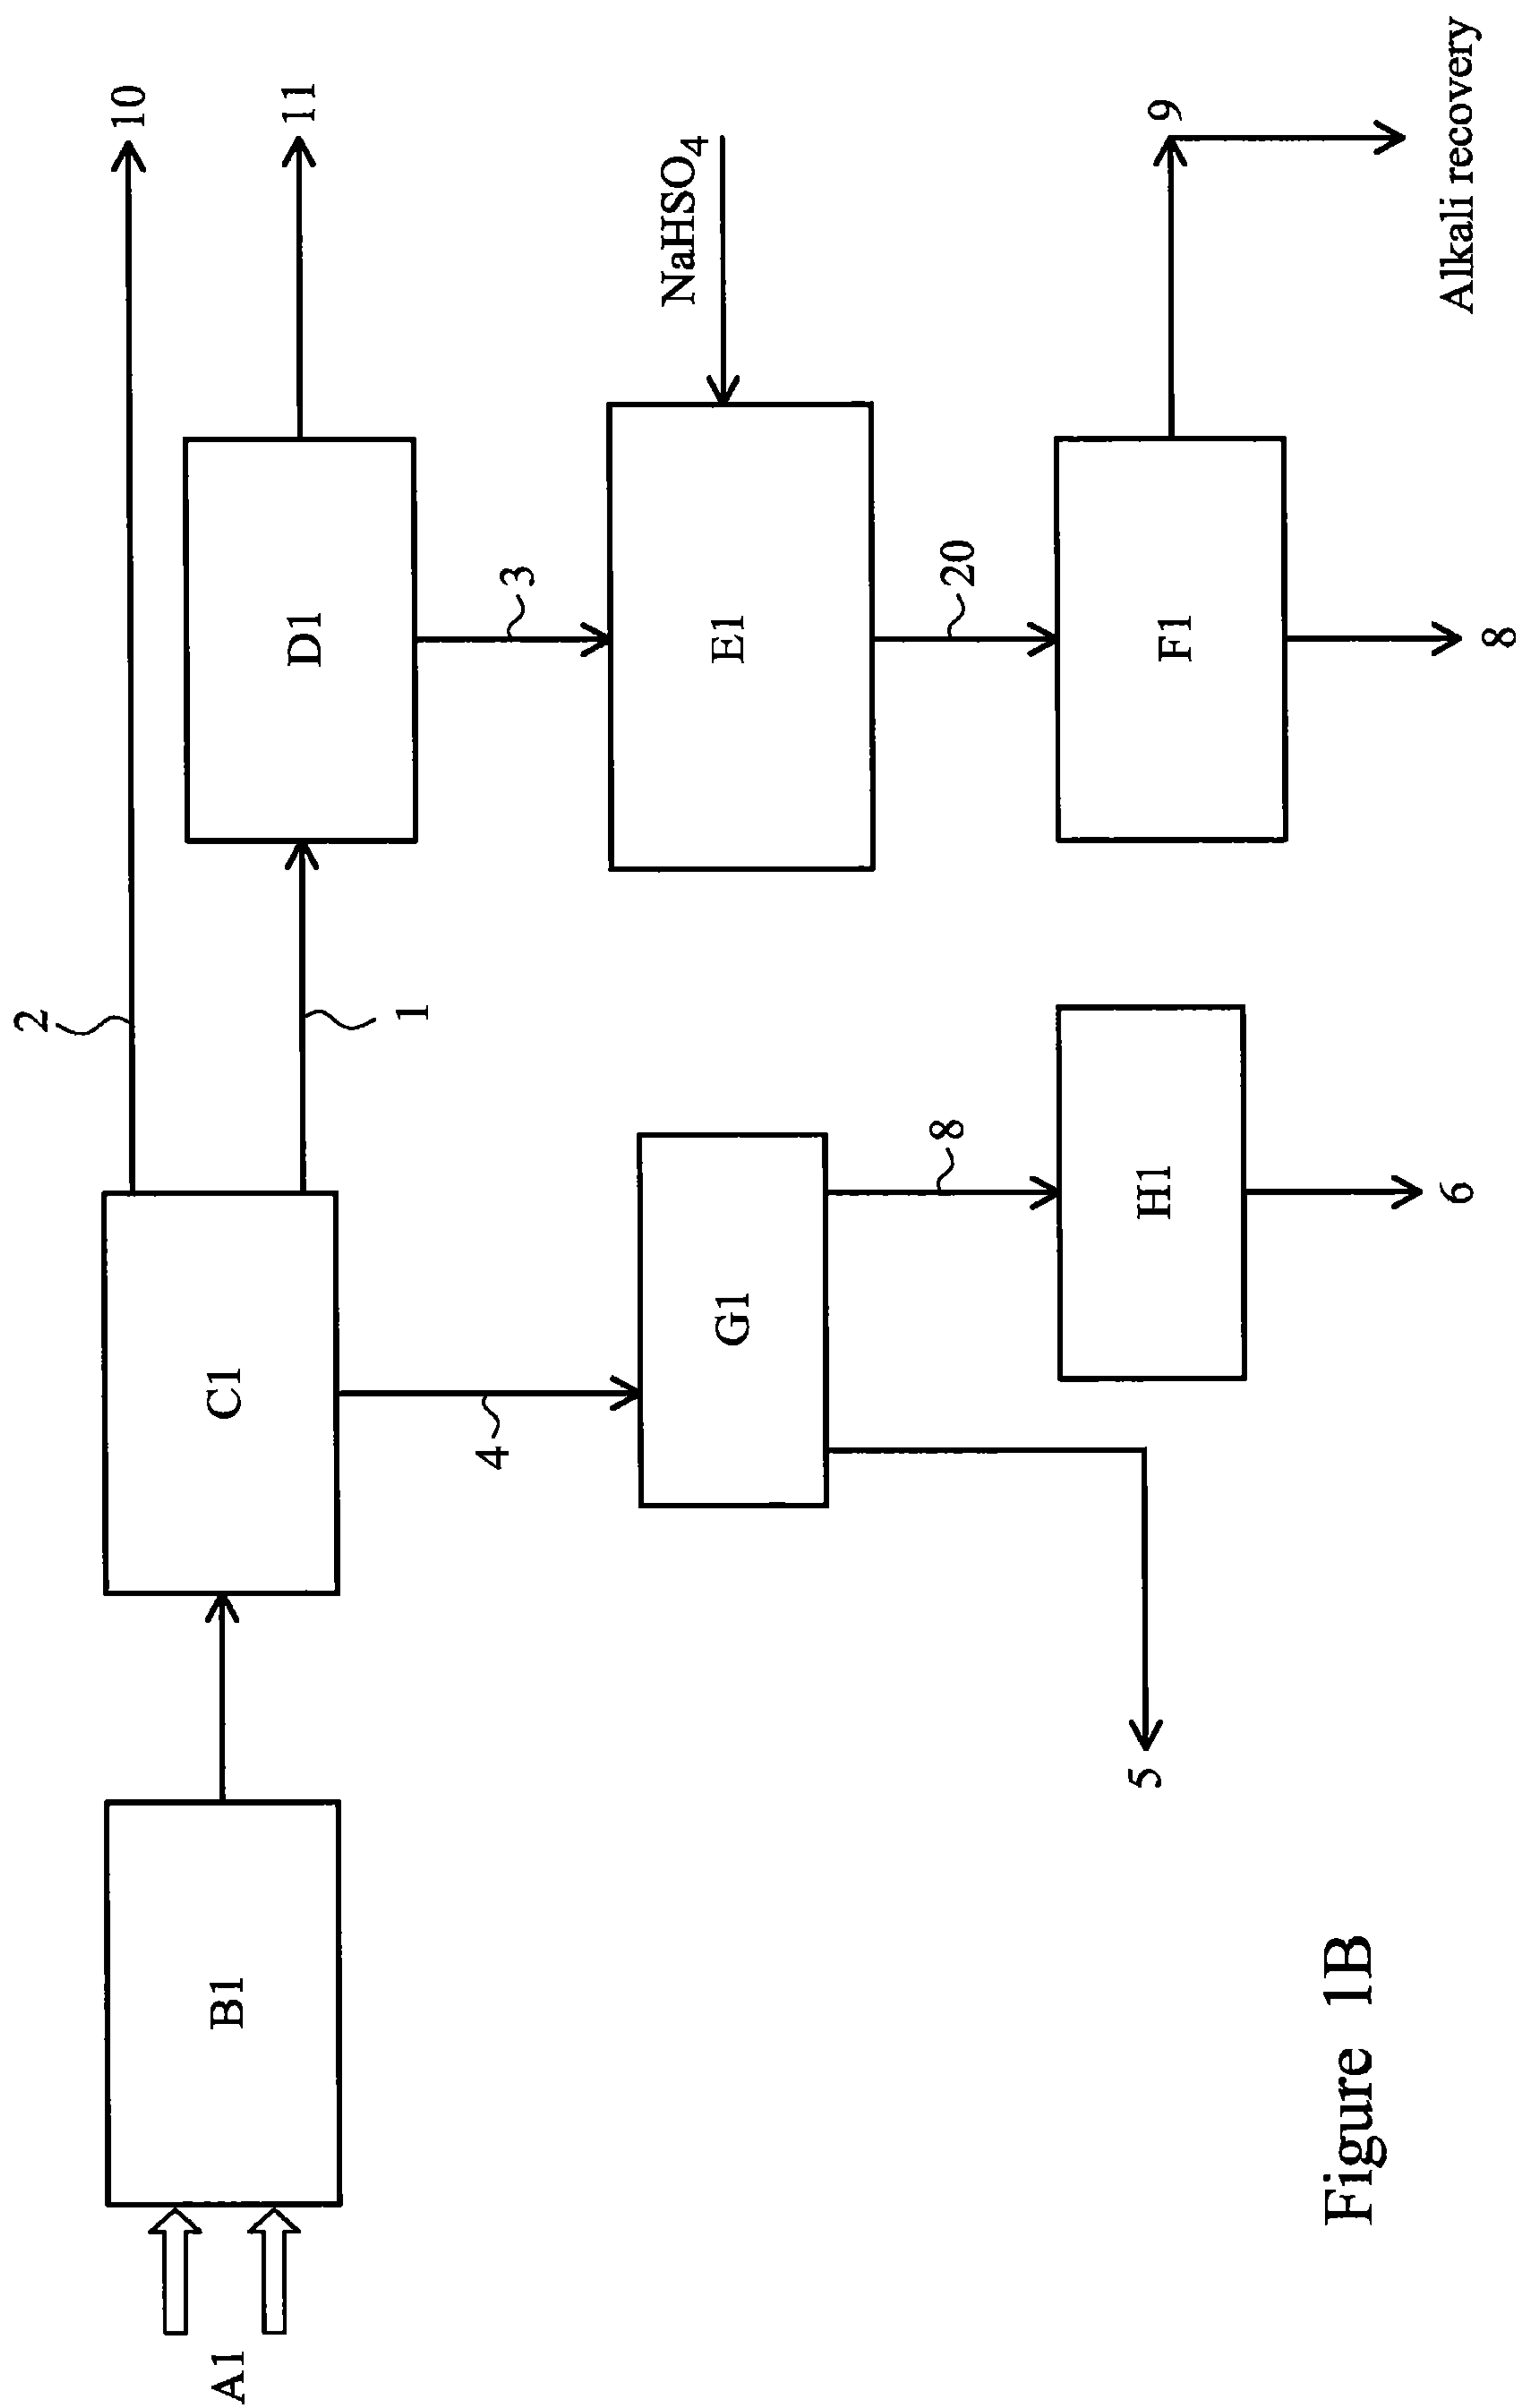 2
10
C1
1
D1
11
A1
B1
4
3
G1
E1
NaHSO4
8
20
5
H1
F1
9
6
8
Alkali recovery
Figure 1B